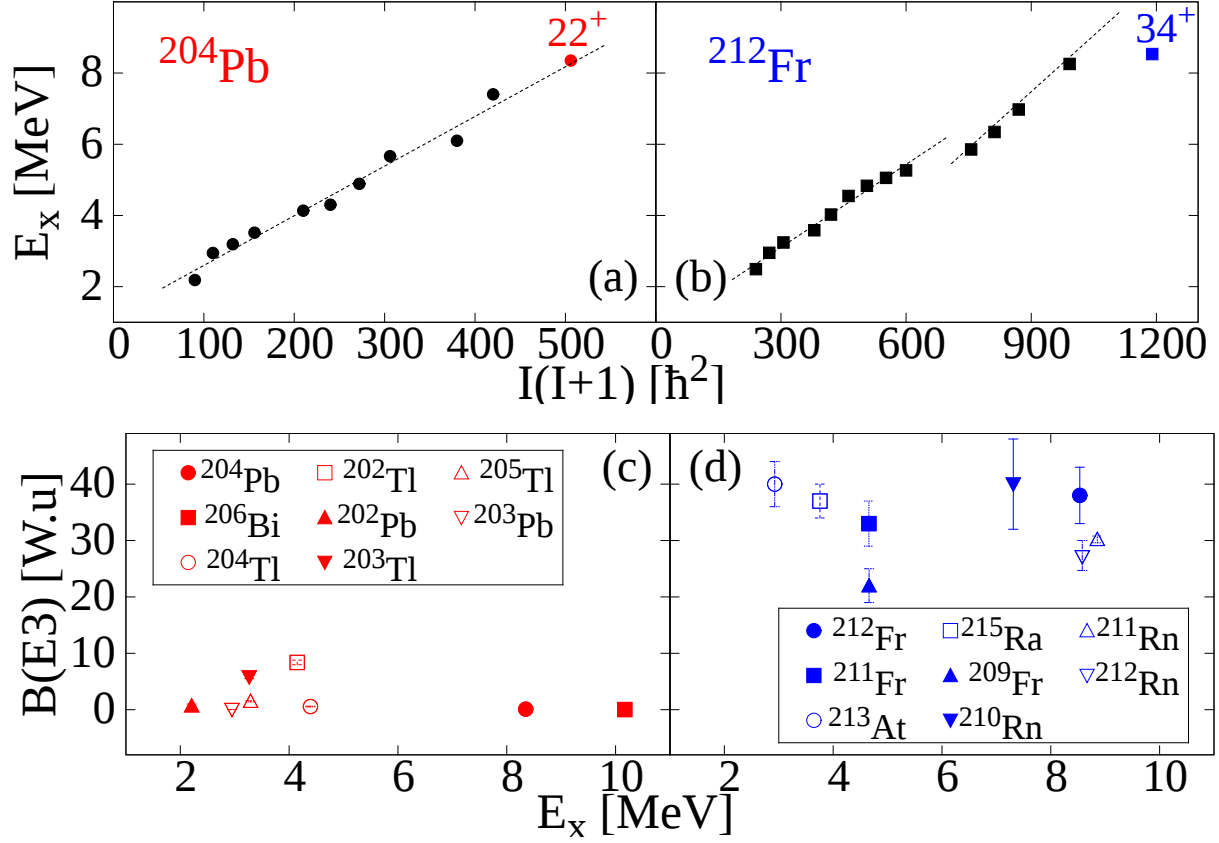 ²⁰⁴Pb 22⁺ ²¹²Fr 34⁺
Eₓ [MeV]
8
6
4
2
(a) (b)
0 100 200 300 400 500 0 300 600 900 1200
I(I+1) [ħ²]
(c) (d)
²⁰⁴Pb ²⁰²Tl ²⁰⁵Tl
²⁰⁶Bi ²⁰²Pb ²⁰³Pb
²⁰⁴Tl ²⁰³Tl
B(E3) [W.u]
40
30
20
10
0
²¹²Fr ²¹⁵Ra ²¹¹Rn
²¹¹Fr ²⁰⁹Fr ²¹²Rn
²¹³At ²¹⁰Rn
2 4 6 8 10 2 4 6 8 10
Eₓ [MeV]